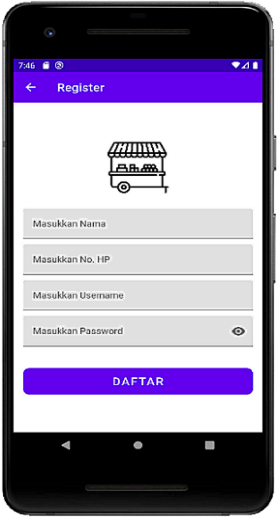 7:46
Register
Masukkan Nama
Masukkan No. HP
Masukkan Username
Masukkan Password
DAFTAR